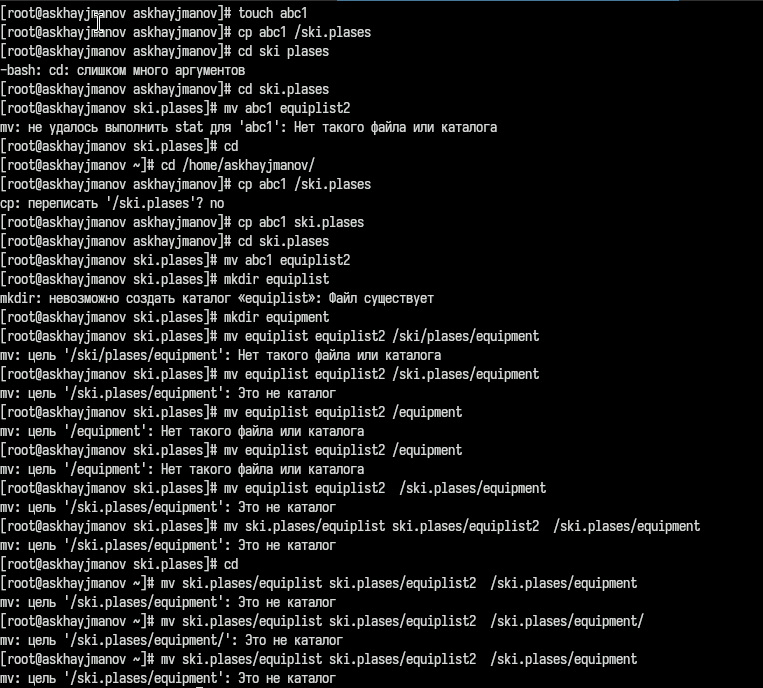 [root@askhayjmanov askhayjmanov]# touch abc1
[root@askhayjmanov askhayjmanov]# cp abc1 /ski.plases
[root@askhayjmanov askhayjmanov]# cd ski plases
-bash: cd: слишком много аргументов
[root@askhayjmanov askhayjmanov]# cd ski.plases
[root@askhayjmanov ski.plases]# mv abc1 equiplist2
mv: не удалось выполнить stat для 'abc1': Нет такого файла или каталога
[root@askhayjmanov ski.plases]# cd
[root@askhayjmanov ~]# cd /home/askhayjmanov/
[root@askhayjmanov askhayjmanov]# cp abc1 /ski.plases
cp: переписать '/ski.plases'? no
[root@askhayjmanov askhayjmanov]# cp abc1 ski.plases
[root@askhayjmanov askhayjmanov]# cd ski.plases
[root@askhayjmanov ski.plases]# mv abc1 equiplist2
[root@askhayjmanov ski.plases]# mkdir equiplist
mkdir: невозможно создать каталог «equiplist»: Файл существует
[root@askhayjmanov ski.plases]# mkdir equipment
[root@askhayjmanov ski.plases]# mv equiplist equiplist2 /ski/plases/equipment
mv: цель '/ski/plases/equipment': Нет такого файла или каталога
[root@askhayjmanov ski.plases]# mv equiplist equiplist2 /ski.plases/equipment
mv: цель '/ski.plases/equipment': Это не каталог
[root@askhayjmanov ski.plases]# mv equiplist equiplist2 /equipment
mv: цель '/equipment': Нет такого файла или каталога
[root@askhayjmanov ski.plases]# mv equiplist equiplist2 /equipment
mv: цель '/equipment': Нет такого файла или каталога
[root@askhayjmanov ski.plases]# mv equiplist equiplist2  /ski.plases/equipment
mv: цель '/ski.plases/equipment': Это не каталог
[root@askhayjmanov ski.plases]# mv ski.plases/equiplist ski.plases/equiplist2  /ski.plases/equipment
mv: цель '/ski.plases/equipment': Это не каталог
[root@askhayjmanov ski.plases]# cd
[root@askhayjmanov ~]# mv ski.plases/equiplist ski.plases/equiplist2  /ski.plases/equipment
mv: цель '/ski.plases/equipment': Это не каталог
[root@askhayjmanov ~]# mv ski.plases/equiplist ski.plases/equiplist2  /ski.plases/equipment/
mv: цель '/ski.plases/equipment/': Это не каталог
[root@askhayjmanov ~]# mv ski.plases/equiplist ski.plases/equiplist2  /ski.plases/equipment
mv: цель '/ski.plases/equipment': Это не каталог